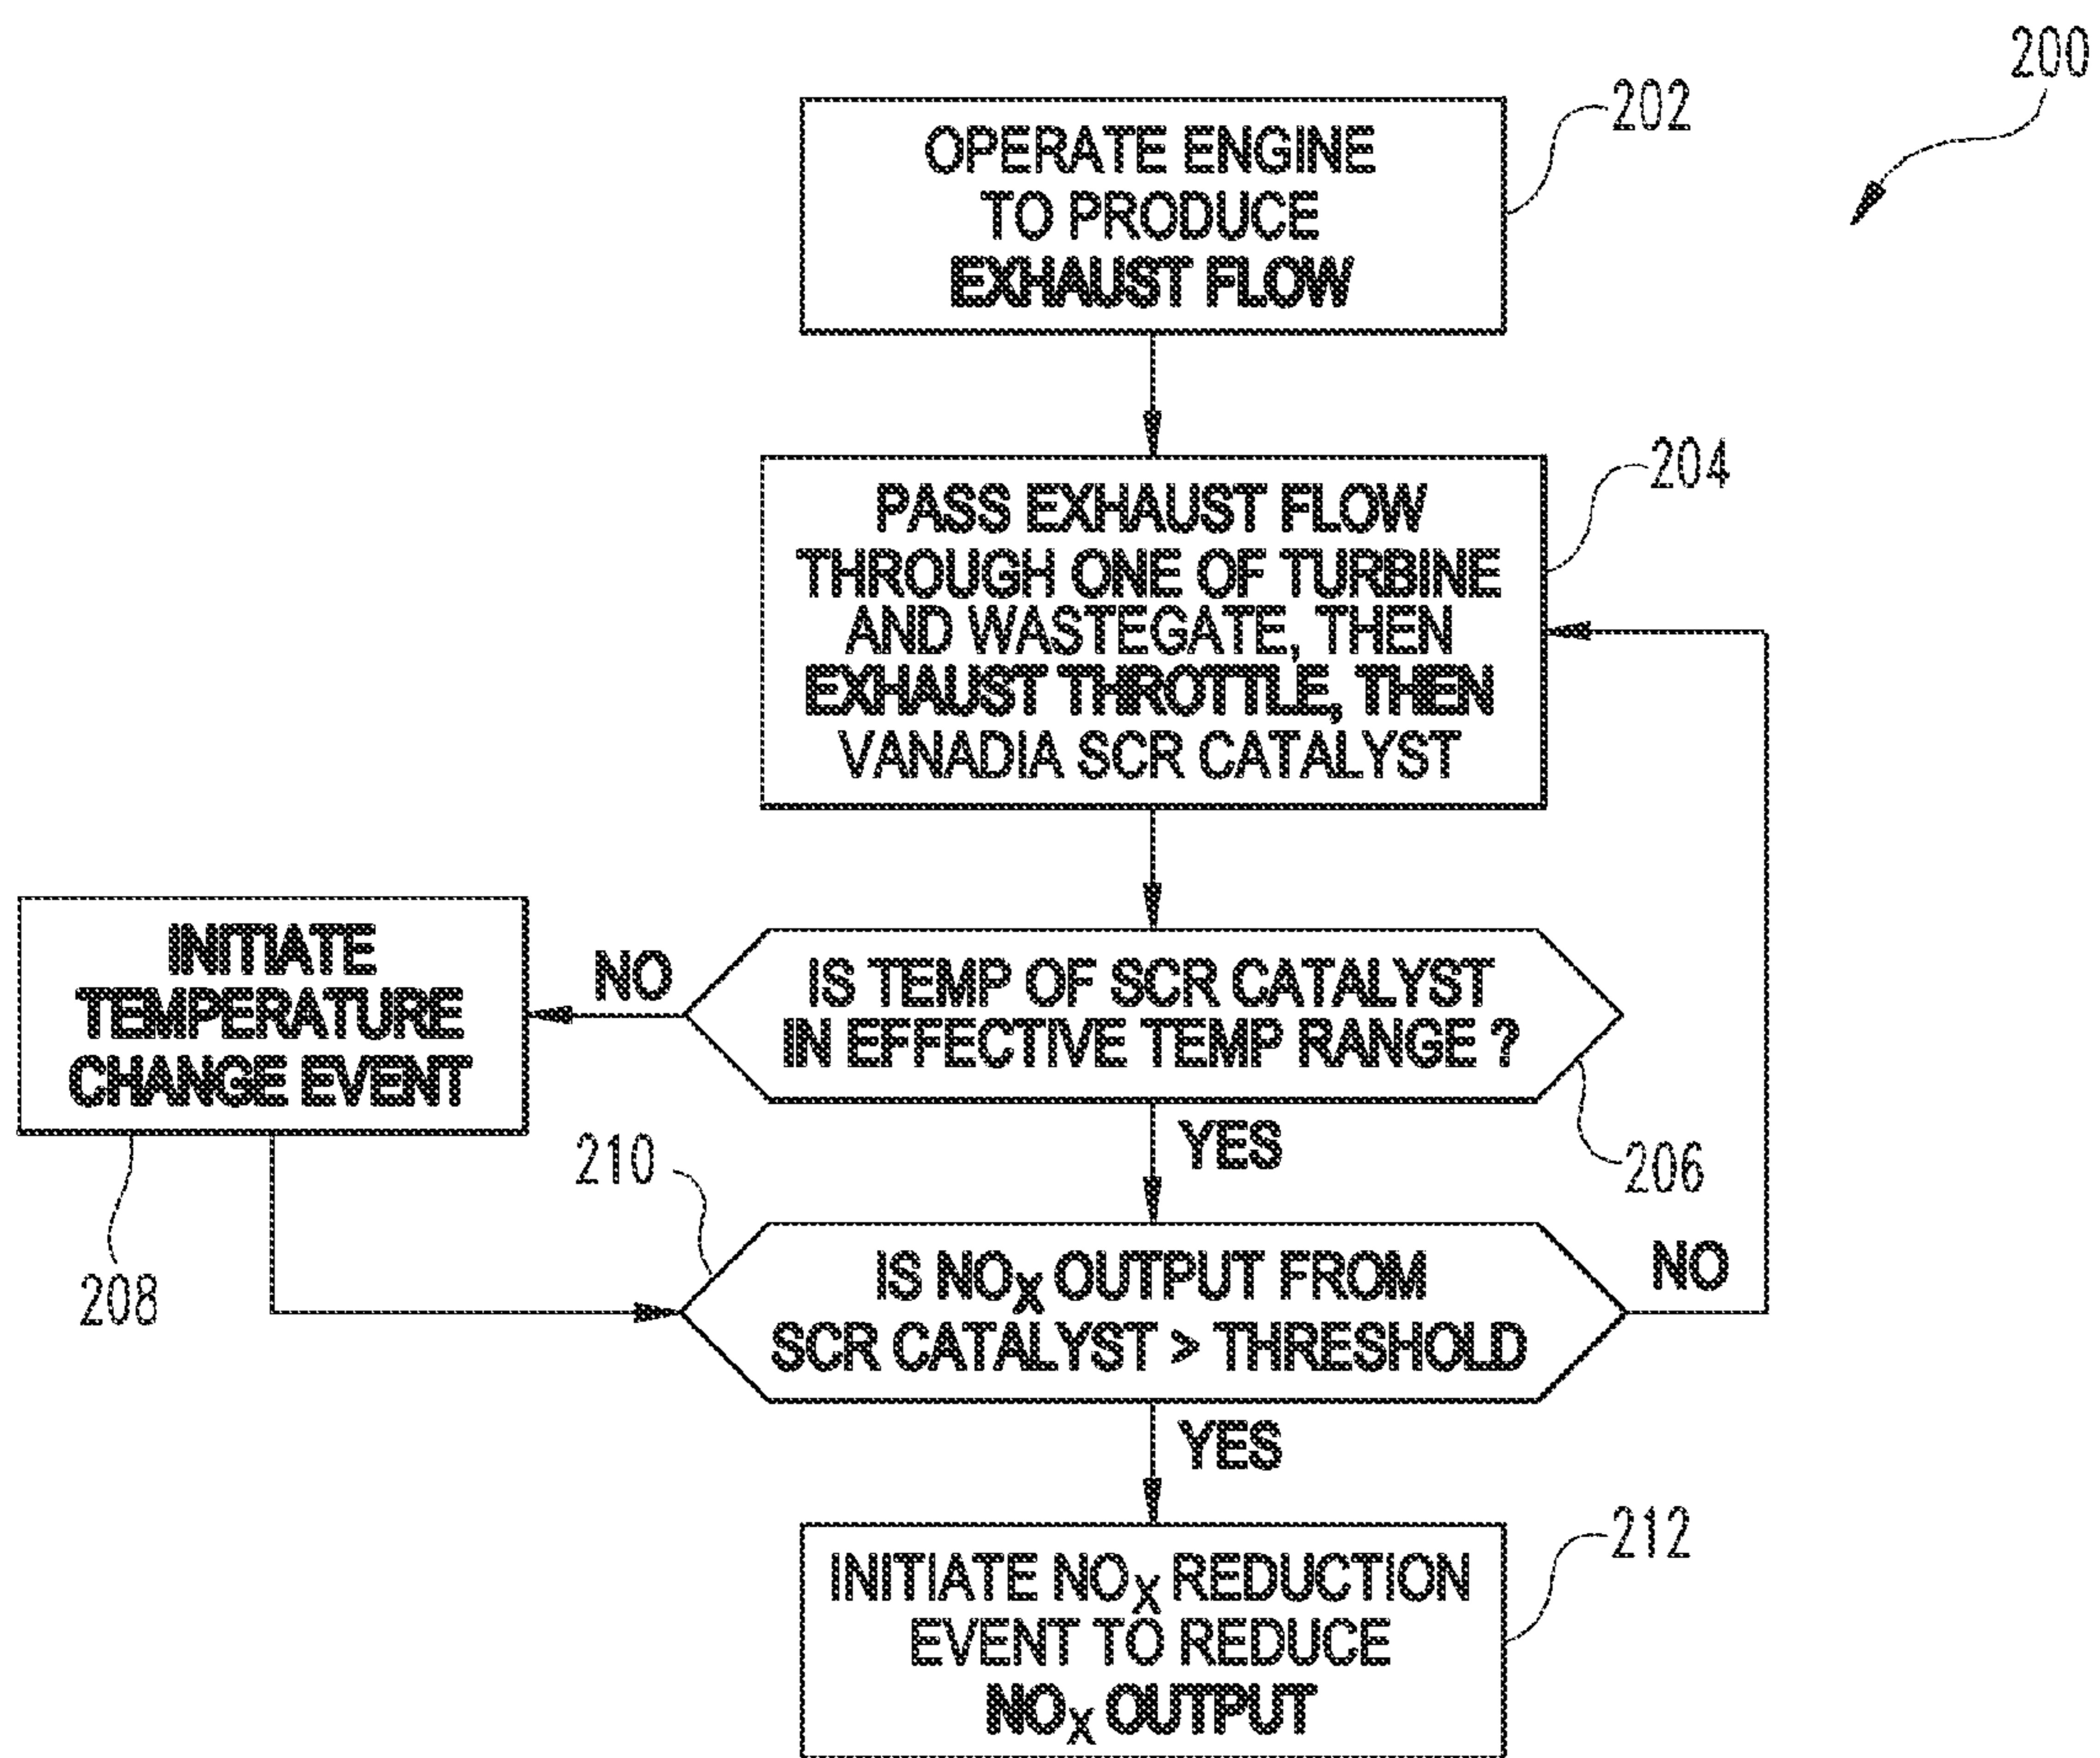 200
202
OPERATE ENGINE
TO PRODUCE
EXHAUST FLOW
204
PASS EXHAUST FLOW
THROUGH ONE OF TURBINE
AND WASTEGATE, THEN
EXHAUST THROTTLE, THEN
VANADIA SCR CATALYST
INITIATE
TEMPERATURE
CHANGE EVENT
208
NO
IS TEMP OF SCR CATALYST
IN EFFECTIVE TEMP RANGE ?
206
YES
210
IS NOX OUTPUT FROM
SCR CATALYST > THRESHOLD
NO
YES
212
INITIATE NOX REDUCTION
EVENT TO REDUCE
NOX OUTPUT